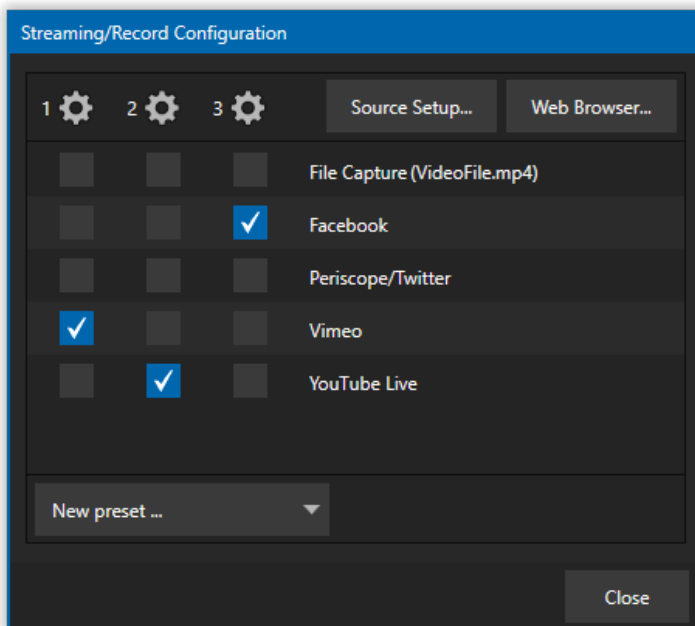 Streaming/Record Configuration
1 2 3 Source Setup... Web Browser...
File Capture (VideoFile.mp4)
Facebook
Periscope/Twitter
Vimeo
YouTube Live
New preset ...
Close